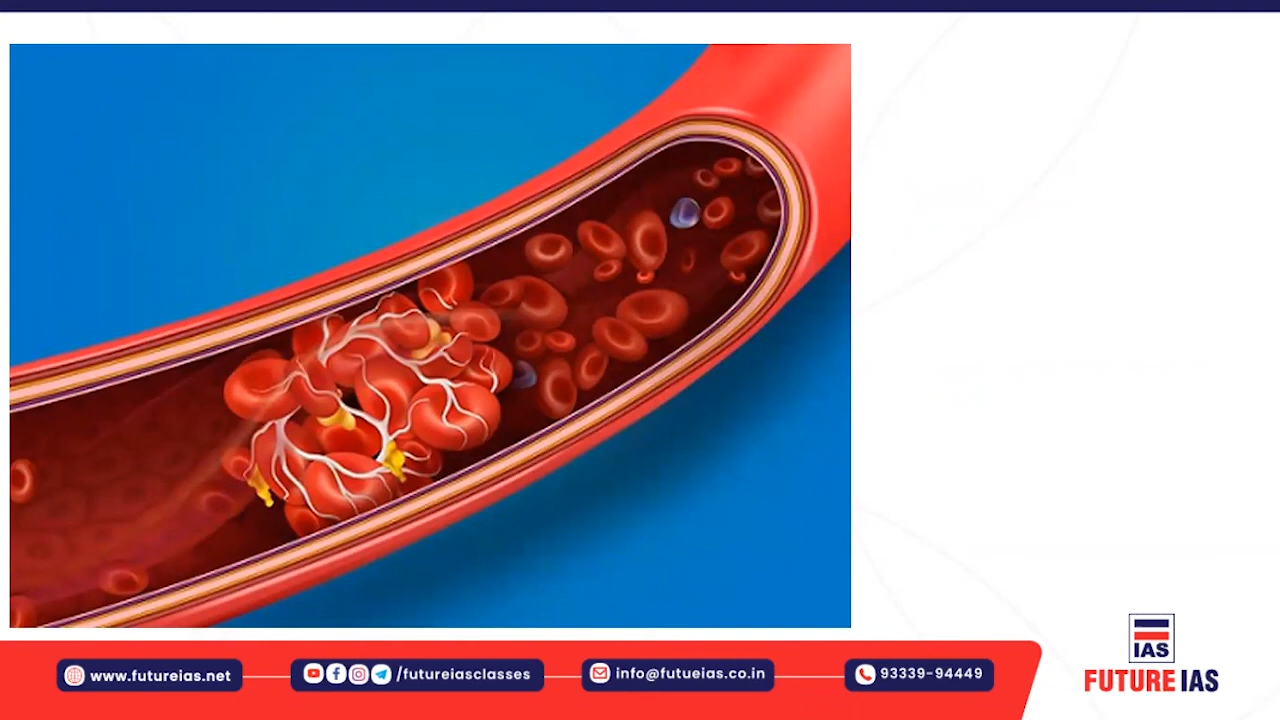 www.futureias.net
/futureiasclasses
info@futueias.co.in
93339-94449
IAS
FUTURE IAS